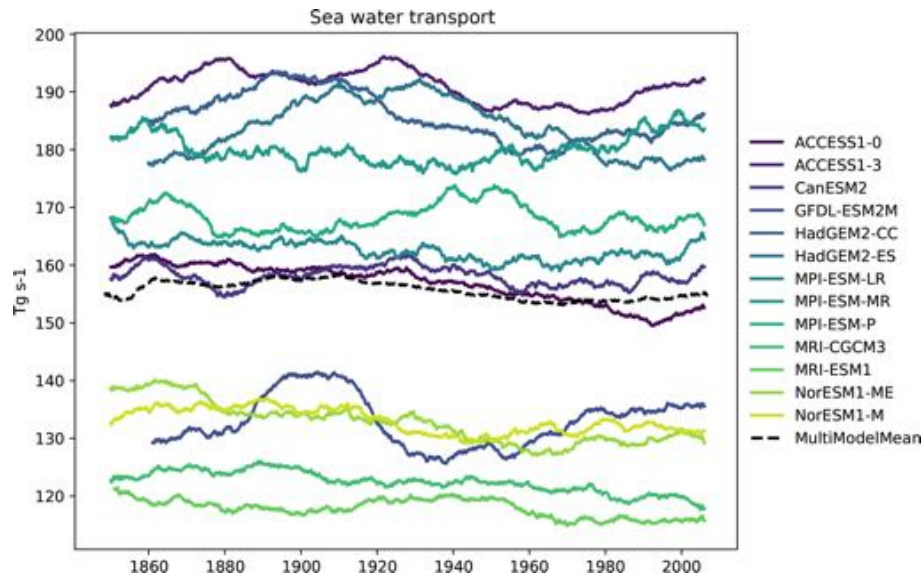 Sea water transport
200
190
180
170
160
150
140
130
120
Tg s-1
1860 1880 1900 1920 1940 1960 1980 2000
ACCESS1-0
ACCESS1-3
CanESM2
GFDL-ESM2M
HadGEM2-CC
HadGEM2-ES
MPI-ESM-LR
MPI-ESM-MR
MPI-ESM-P
MRI-CGCM3
MRI-ESM1
NorESM1-ME
NorESM1-M
MultiModelMean